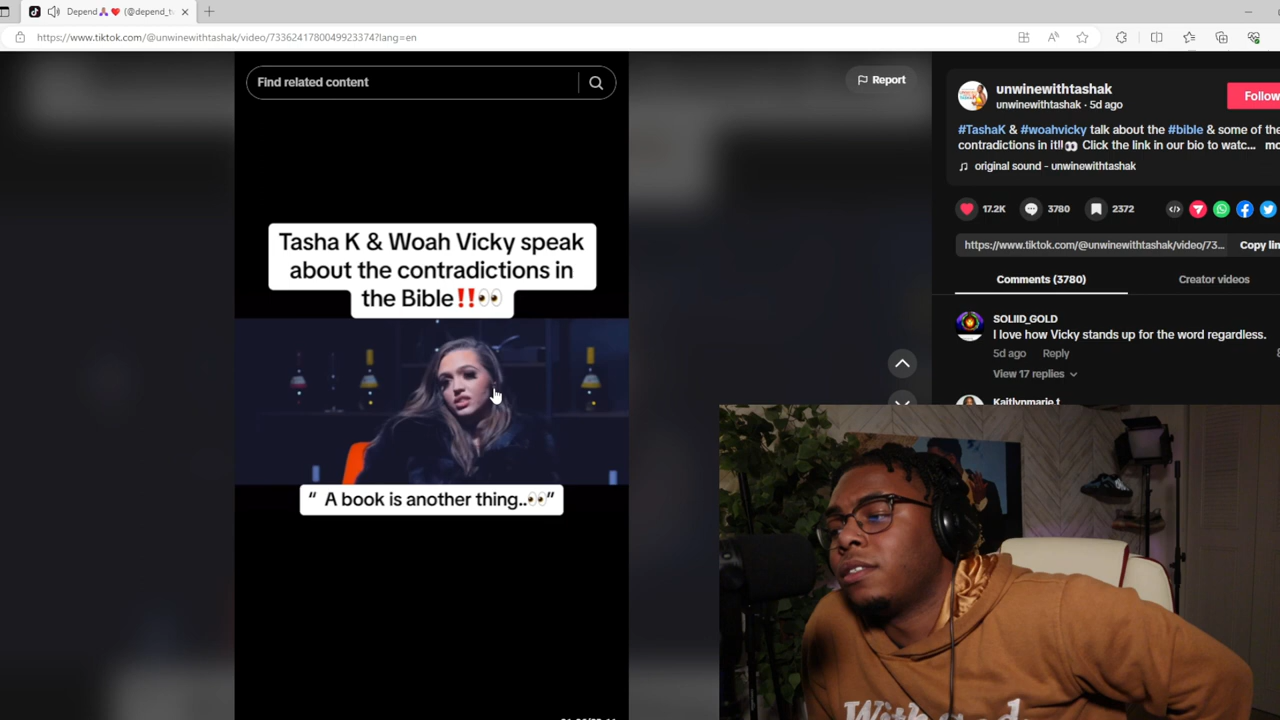 Depend🙏🏽❤️ (@depend_t
https://www.tiktok.com/@unwinewithtashak/video/7336241780049923374?lang=en
Find related content
Report
unwinewithtashak
unwinewithtashak · 5d ago
Follow
#TashaK & #woahvicky talk about the #bible & some of the
contradictions in it!!👀 Click the link in our bio to watc... mo
original sound - unwinewithtashak
17.2K
3780
2372
https://www.tiktok.com/@unwinewithtashak/video/73...
Copy lin
Comments (3780)
Creator videos
SOLIID_GOLD
I love how Vicky stands up for the word regardless.
5d ago Reply
View 17 replies
Kaitlynmarie.t
Tasha K & Woah Vicky speak
about the contradictions in
the Bible‼️👀
“ A book is another thing..👀”